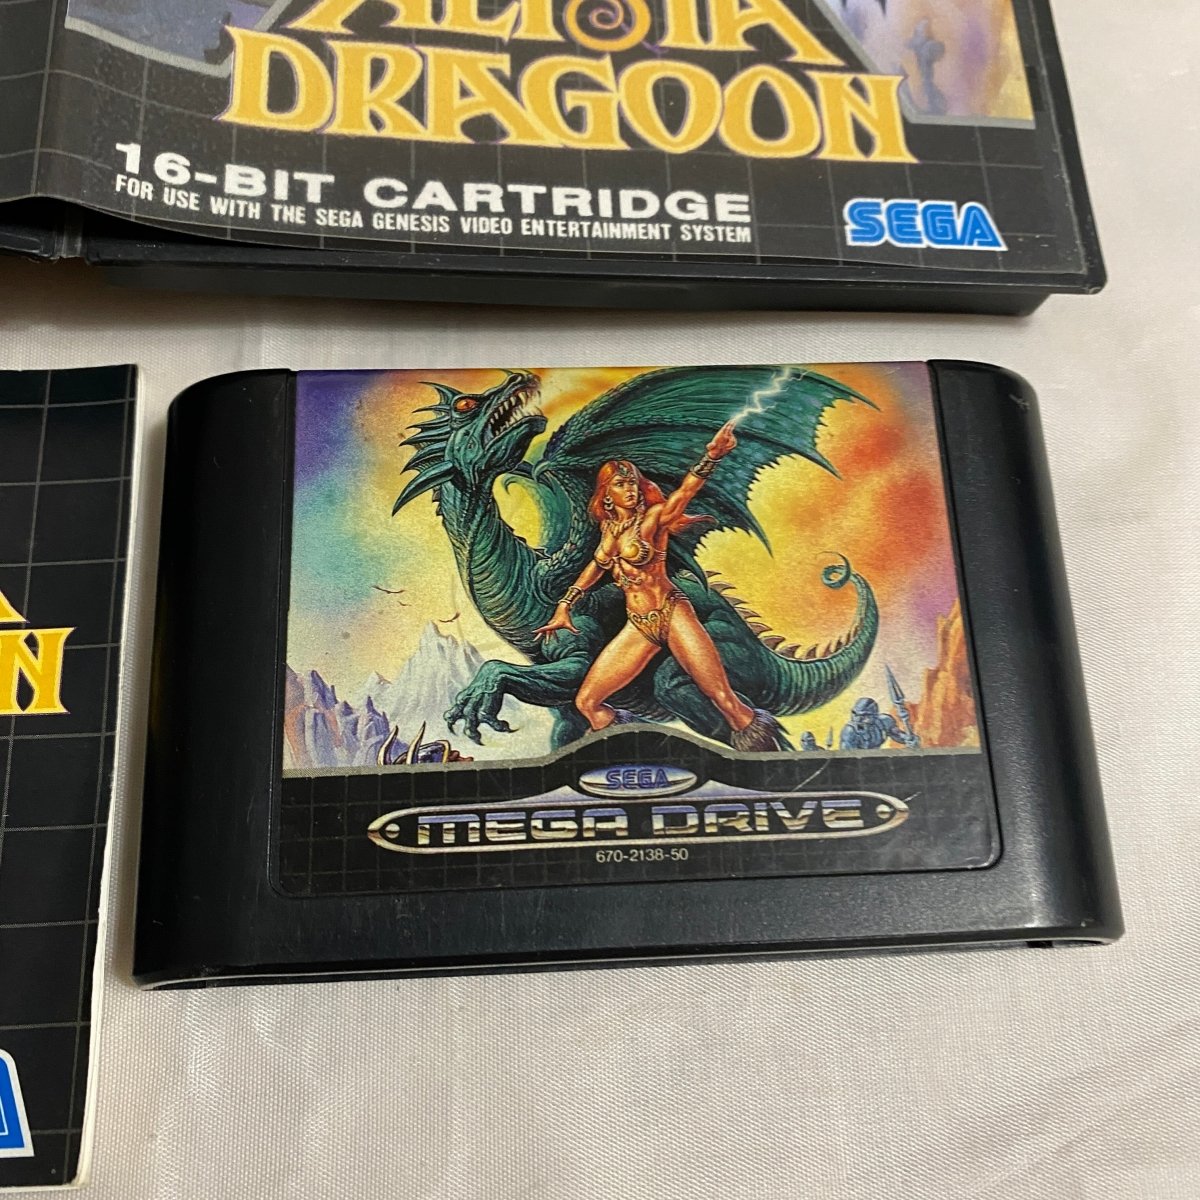 ALISIA
DRAGOON
16-BIT CARTRIDGE
FOR USE WITH THE SEGA GENESIS VIDEO ENTERTAINMENT SYSTEM
SEGA
N
SEGA
MEGA DRIVE
670-2138-50